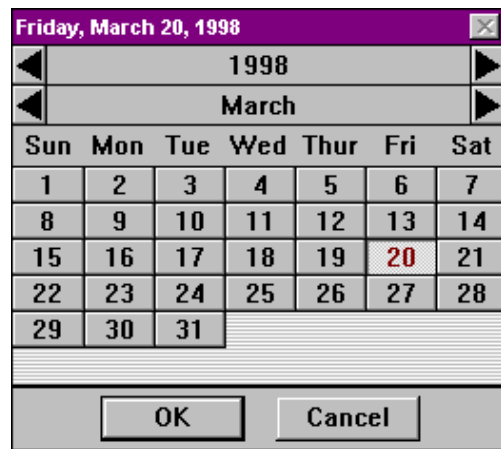 Friday, March 20, 1998
1998
March
Sun Mon Tue Wed Thur Fri Sat
1 2 3 4 5 6 7
8 9 10 11 12 13 14
15 16 17 18 19 20 21
22 23 24 25 26 27 28
29 30 31
OK Cancel